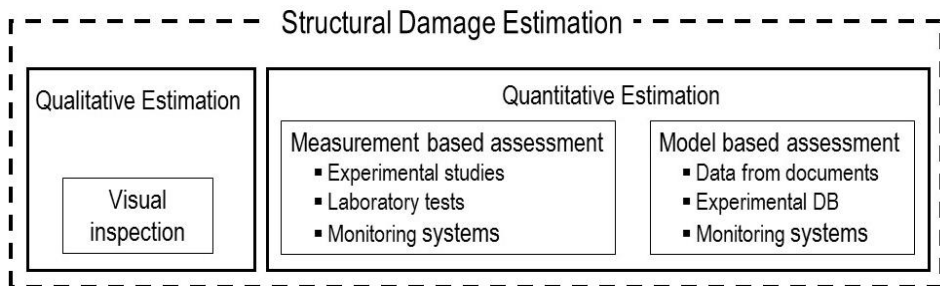 Structural Damage Estimation
Qualitative Estimation
Visual
inspection
Quantitative Estimation
Measurement based assessment
▪ Experimental studies
▪ Laboratory tests
▪ Monitoring systems
Model based assessment
▪ Data from documents
▪ Experimental DB
▪ Monitoring systems